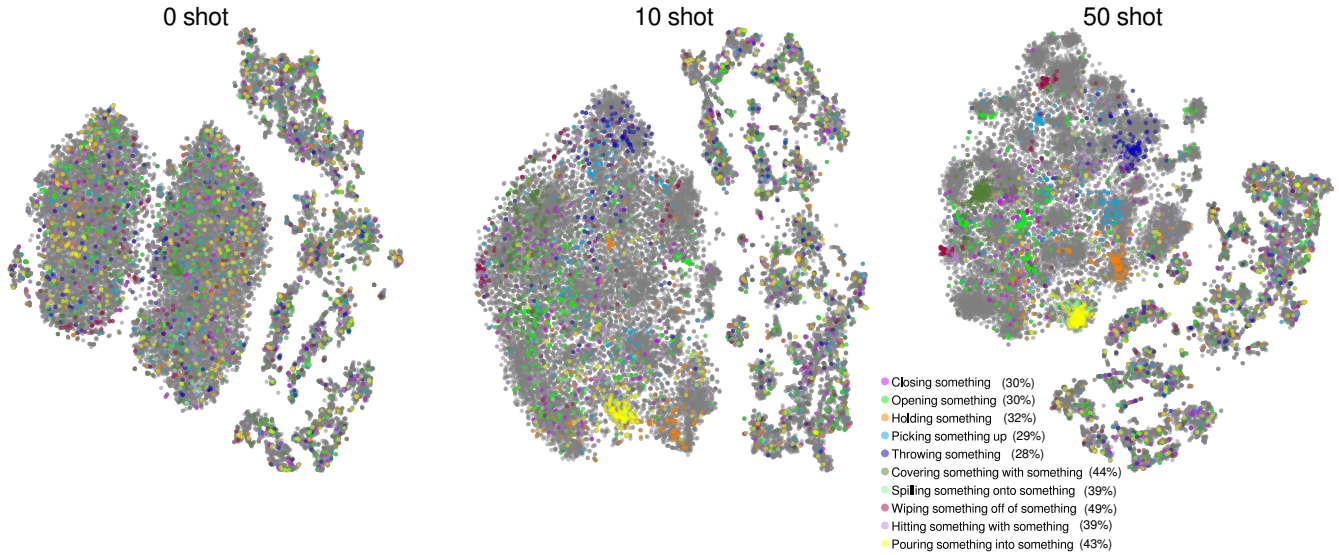 0 shot
10 shot
50 shot
Closing something (30%)
Opening something (30%)
Holding something (32%)
Picking something up (29%)
Throwing something (28%)
Covering something with something (44%)
Spilling something onto something (39%)
Wiping something off of something (49%)
Hitting something with something (39%)
Pouring something into something (43%)